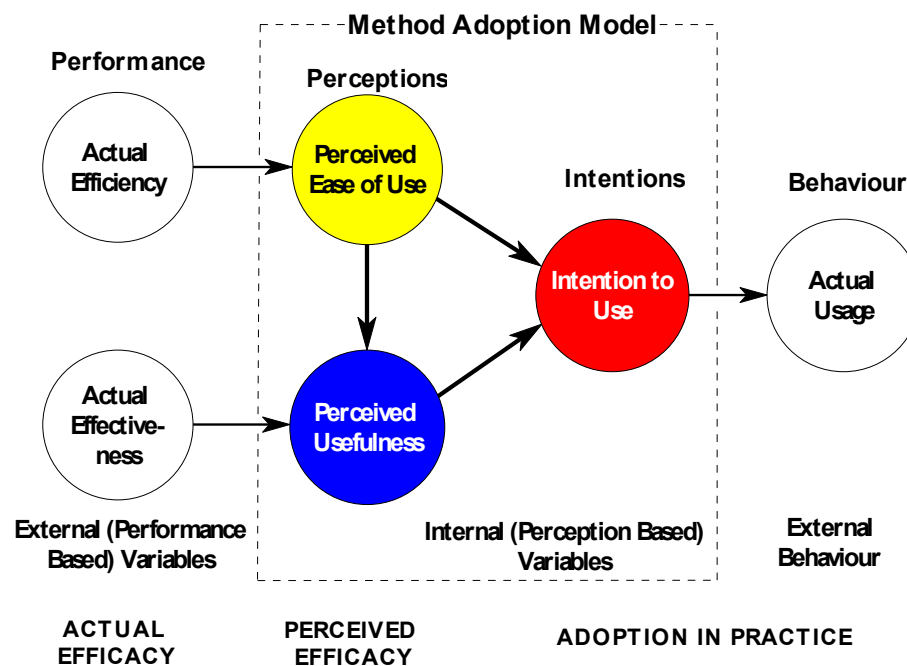 Method Adoption Model
Performance
Perceptions
Actual
Efficiency
Perceived
Ease of Use
Intentions
Behaviour
Intention to
Use
Actual
Usage
Actual
Effective-
ness
Perceived
Usefulness
External (Performance
Based) Variables
Internal (Perception Based)
Variables
External
Behaviour
ACTUAL
EFFICACY
PERCEIVED
EFFICACY
ADOPTION IN PRACTICE